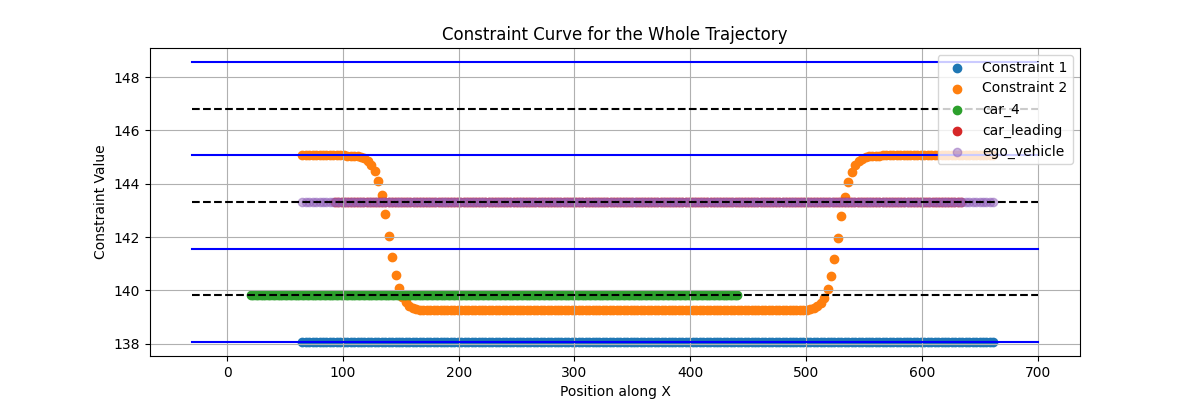 Constraint Curve for the Whole Trajectory
Constraint Value
148
146
144
142
140
138
Constraint 1
Constraint 2
car_4
car_leading
ego_vehicle
0
100
200
300
400
500
600
700
Position along X